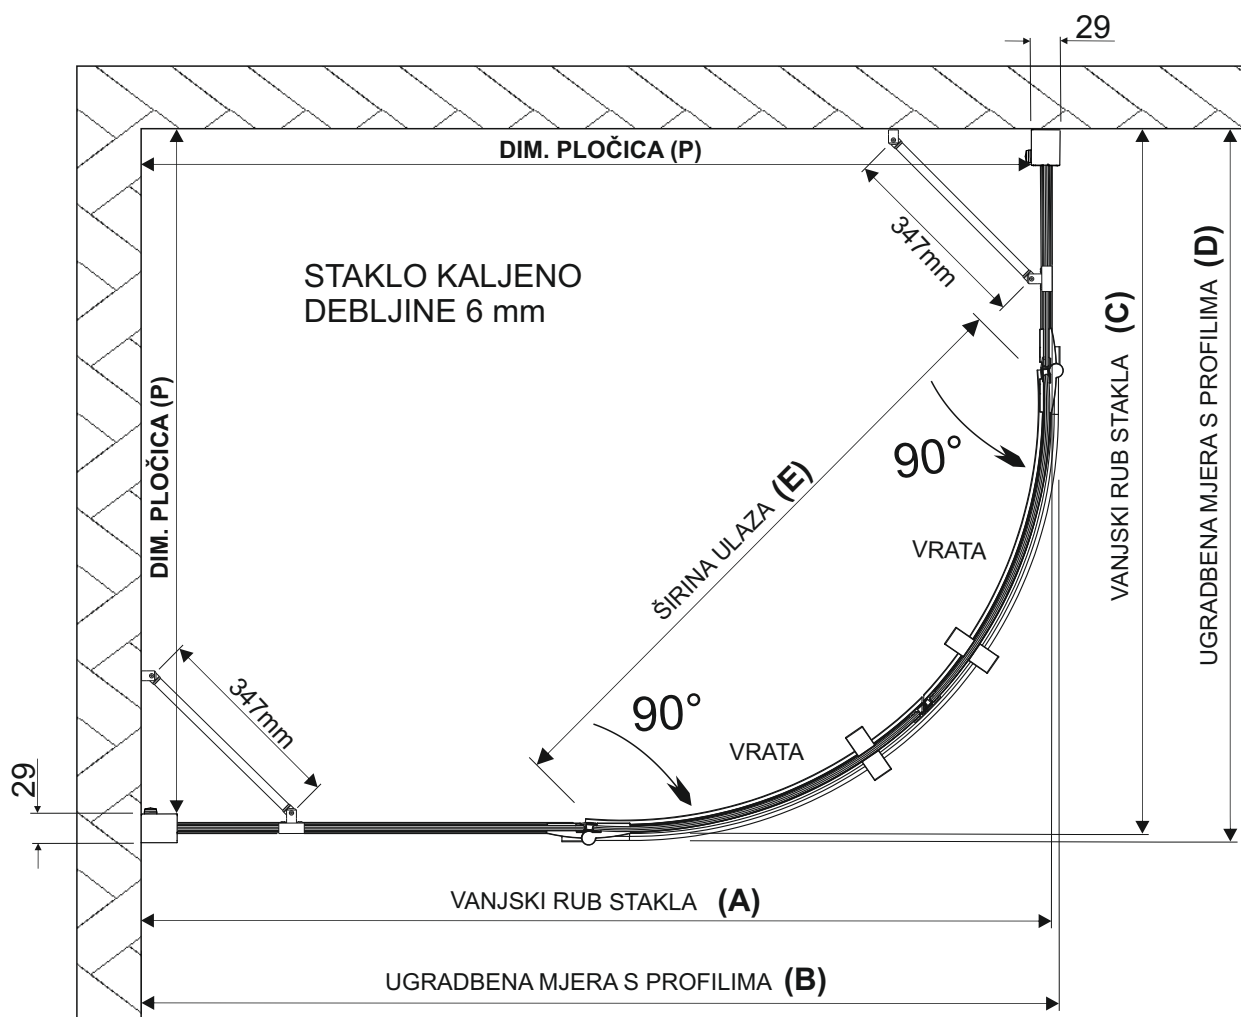 29
DIM. PLOČICA (P)
347mm
STAKLO KALJENO
DEBLJINE 6 mm
DIM. PLOČICA (P)
ŠIRINA ULAZA (E)
90°
VRATA
VANJSKI RUB STAKLA (C)
UGRADBENA MJERA S PROFILIMA (D)
347mm
90°
VRATA
29
VANJSKI RUB STAKLA (A)
UGRADBENA MJERA S PROFILIMA (B)